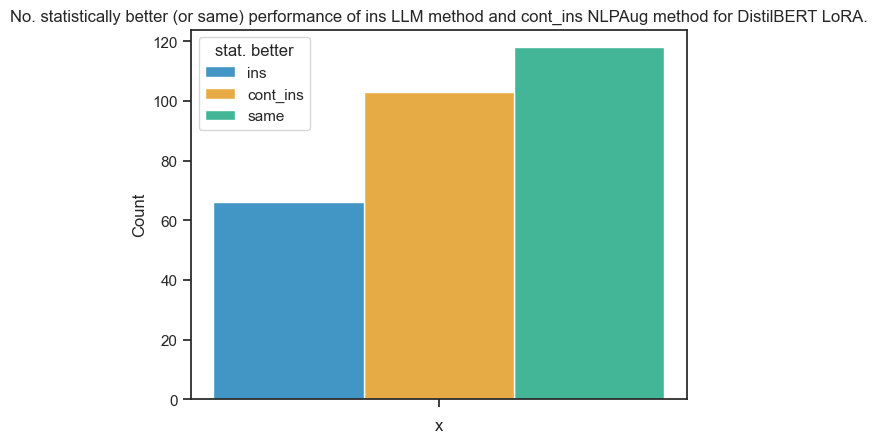 No. statistically better (or same) performance of ins LLM method and cont_ins NLPAug method for DistilBERT LoRA.
stat. better
ins
cont_ins
same
120
100
80
60
40
20
0
Count
x